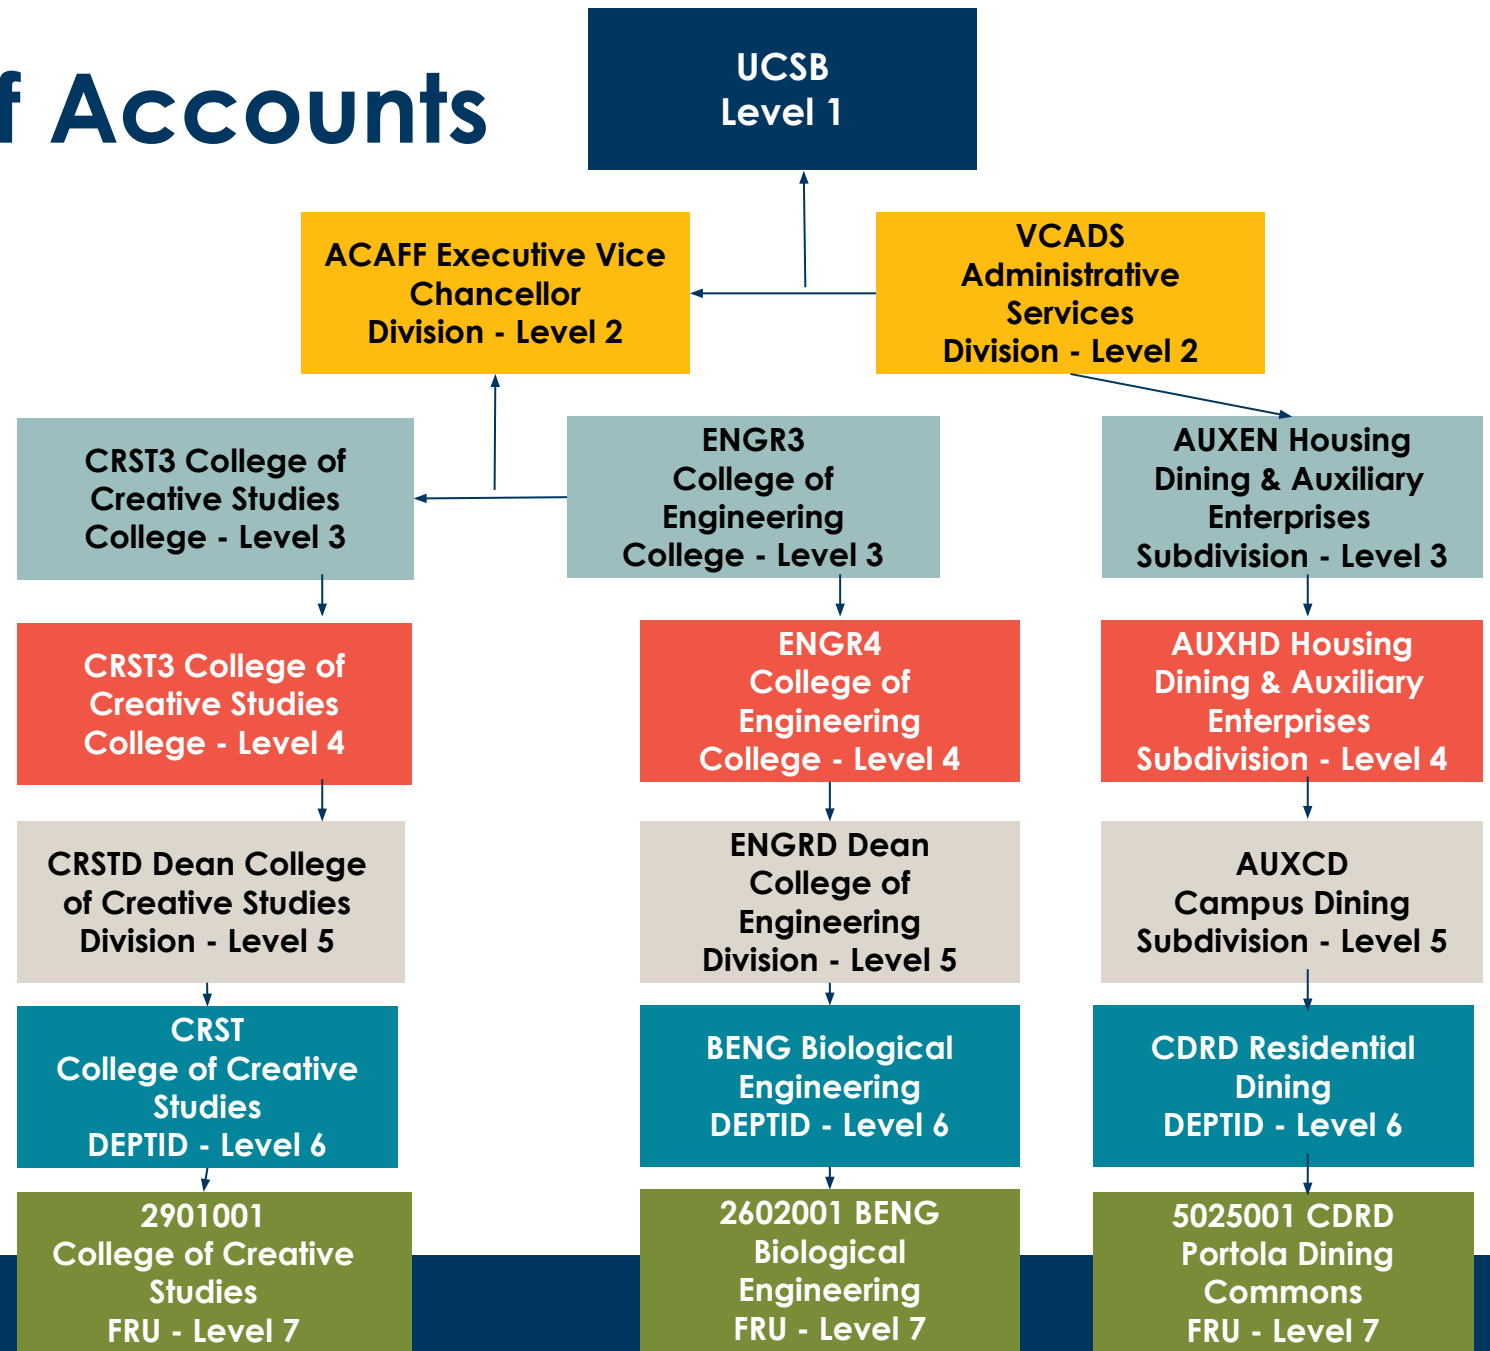 f Accounts
UCSB
Level 1
ACAFF Executive Vice
Chancellor
Division - Level 2
VCADS
Administrative
Services
Division - Level 2
CRST3 College of
Creative Studies
College - Level 3
ENGR3
College of
Engineering
College - Level 3
AUXEN Housing
Dining & Auxiliary
Enterprises
Subdivision - Level 3
CRST3 College of
Creative Studies
College - Level 4
ENGR4
College of
Engineering
College - Level 4
AUXHD Housing
Dining & Auxiliary
Enterprises
Subdivision - Level 4
CRSTD Dean College
of Creative Studies
Division - Level 5
ENGRD Dean
College of
Engineering
Division - Level 5
AUXCD
Campus Dining
Subdivision - Level 5
CRST
College of Creative
Studies
DEPTID - Level 6
BENG Biological
Engineering
DEPTID - Level 6
CDRD Residential
Dining
DEPTID - Level 6
2901001
College of Creative
Studies
FRU - Level 7
2602001 BENG
Biological
Engineering
FRU - Level 7
5025001 CDRD
Portola Dining
Commons
FRU - Level 7